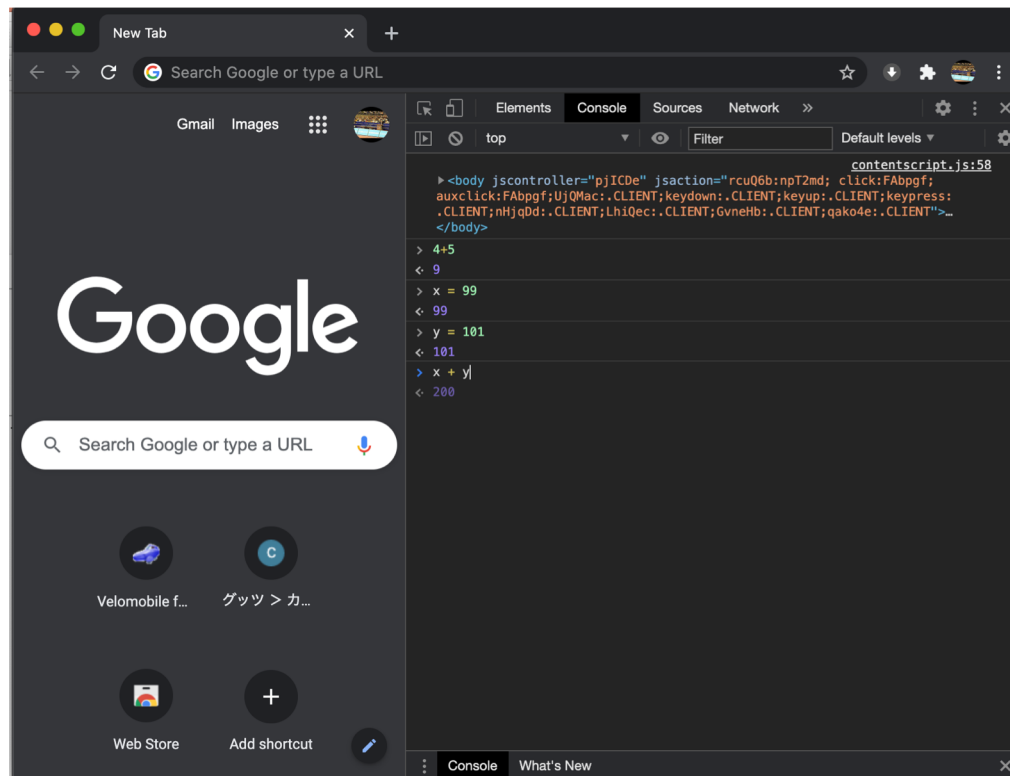 New Tab
Search Google or type a URL
Gmail Images
Google
Search Google or type a URL
Velomobile f...
C
グッツ > カ...
Web Store
Add shortcut
Elements Console Sources Network »
top Filter Default levels
contentscript.js:58
<body jscontroller="pjICDe" jsaction="rcuQ6b:npT2md; click:FAbpgf;
auxclick:FAbpgf;UjQMac:.CLIENT;keydown:.CLIENT;keyup:.CLIENT;keypress:
.CLIENT;nHjqDd:.CLIENT;LhiQec:.CLIENT;GvneHb:.CLIENT;qako4e:.CLIENT">…
</body>
> 4+5
9
> x = 99
99
> y = 101
101
> x + y
200
Console What's New